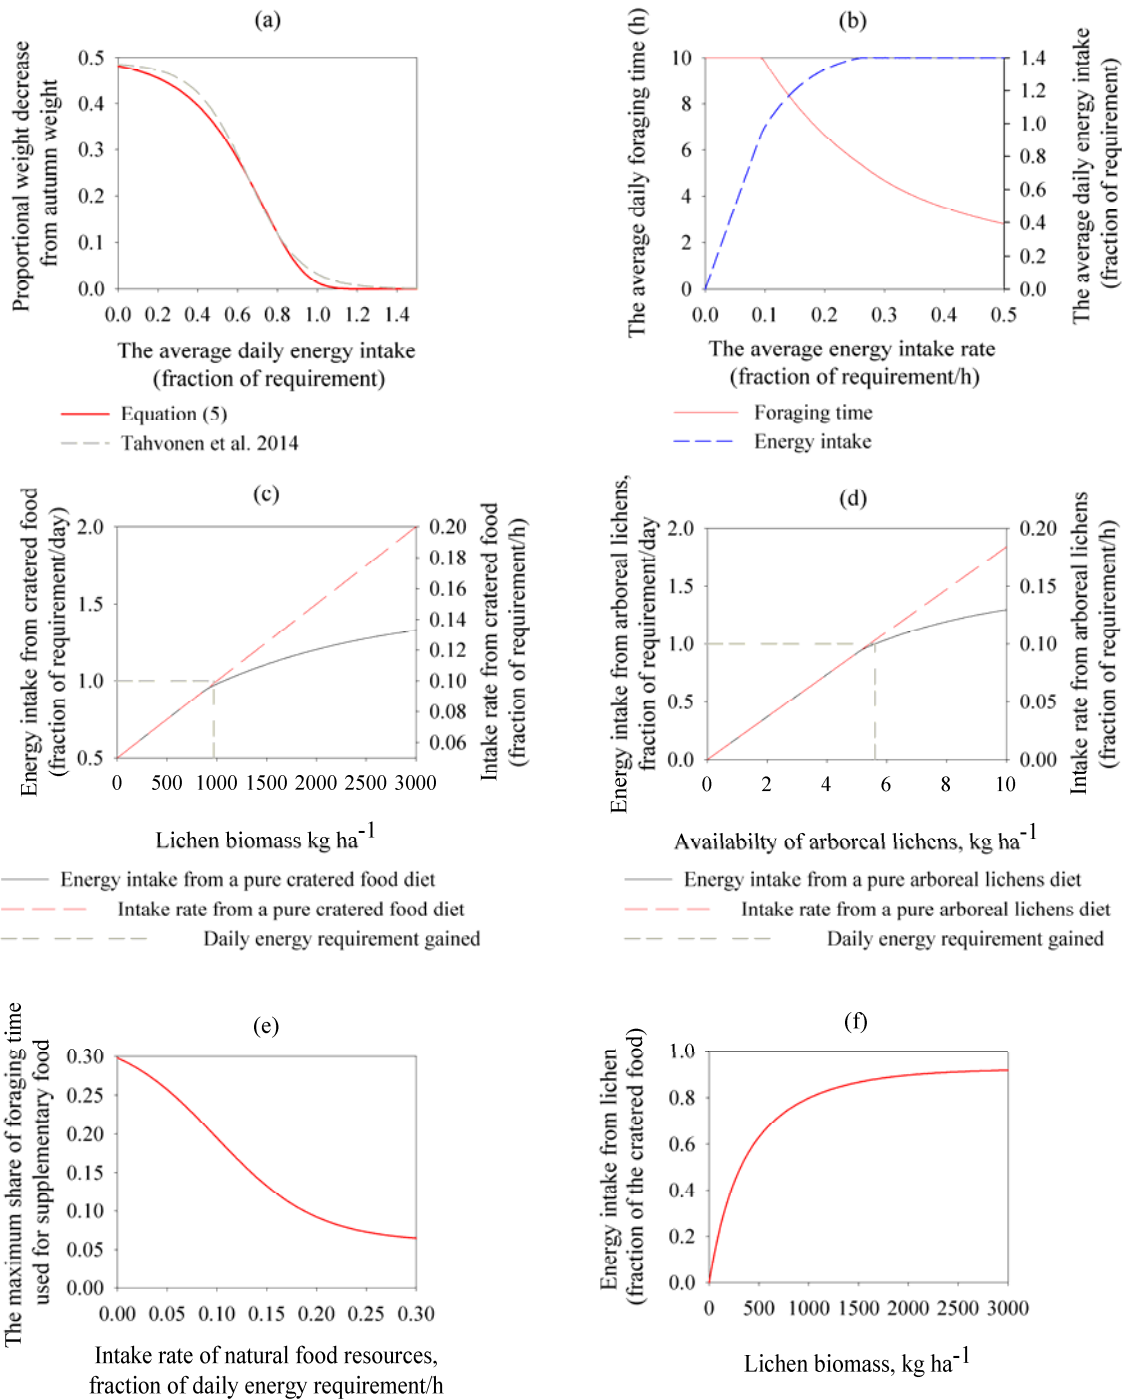 (a)
Proportional weight decrease
from autumn weight
0.5
0.4
0.3
0.2
0.1
0.0
0.0 0.2 0.4 0.6 0.8 1.0 1.2 1.4
The average daily energy intake
(fraction of requirement)
Equation (5)
Tahvonen et al. 2014
(b)
The average daily foraging time (h)
10
8
6
4
2
0
0.0 0.1 0.2 0.3 0.4 0.5
1.4
1.2
1.0
0.8
0.6
0.4
0.2
0.0
The average daily energy intake
(fraction of requirement)
The average energy intake rate
(fraction of requirement/h)
Foraging time
Energy intake
(c)
Energy intake from cratered food
(fraction of requirement/day)
2.0
1.5
1.0
0.5
0 500 1000 1500 2000 2500 3000
0.20
0.18
0.16
0.14
0.12
0.10
0.08
0.06
Intake rate from cratered food
(fraction of requirement/h)
Lichen biomass kg ha-1
Energy intake from a pure cratered food diet
Intake rate from a pure cratered food diet
Daily energy requirement gained
(d)
Energy intake from arboreal lichens,
fraction of requirement/day
2.0
1.5
1.0
0.5
0.0
0 2 4 6 8 10
0.20
0.15
0.10
0.05
0.00
Intake rate from arboreal lichens
(fraction of requirement/h)
Availabilty of arboreal lichens, kg ha-1
Energy intake from a pure arboreal lichens diet
Intake rate from a pure arboreal lichens diet
Daily energy requirement gained
(e)
The maximum share of foraging time
used for supplementary food
0.30
0.25
0.20
0.15
0.10
0.05
0.00
0.00 0.05 0.10 0.15 0.20 0.25 0.30
Intake rate of natural food resources,
fraction of daily energy requirement/h
(f)
Energy intake from lichen
(fraction of the cratered food)
1.0
0.8
0.6
0.4
0.2
0.0
0 500 1000 1500 2000 2500 3000
Lichen biomass, kg ha-1